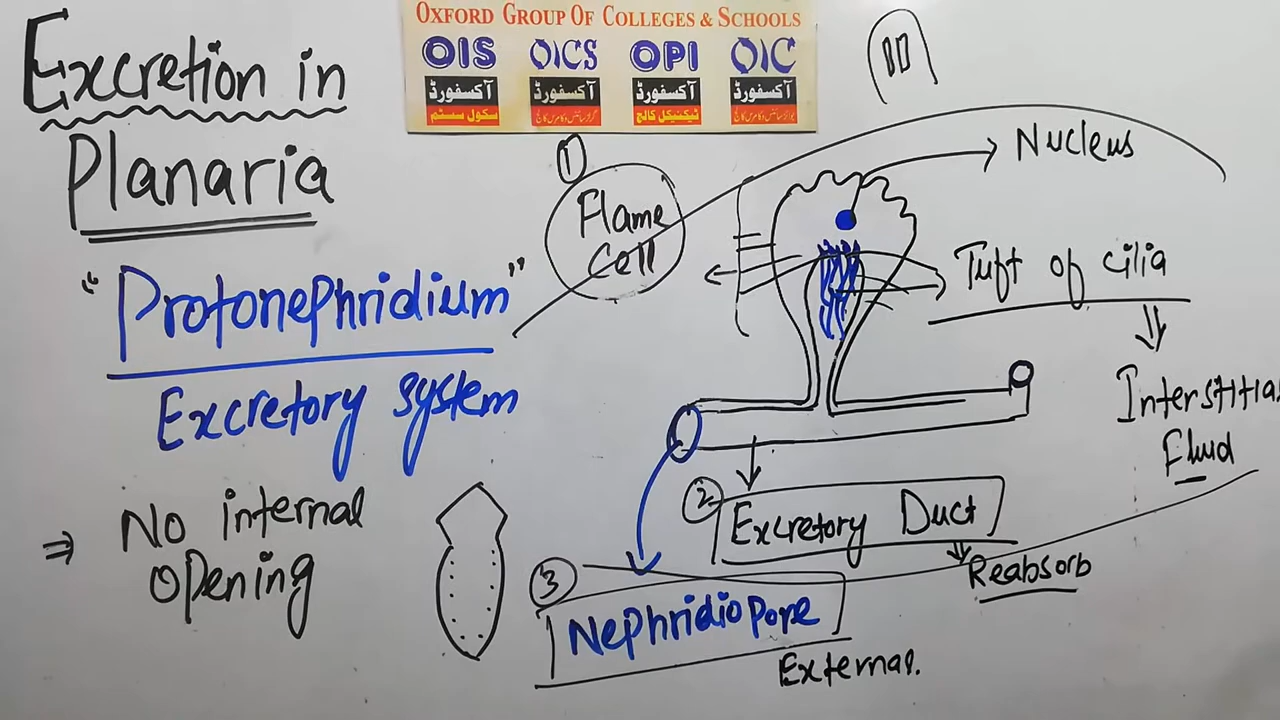 Excretion in
Planaria
"Protonephridium"
Excretory system
⇒ No internal
opening
OXFORD GROUP OF COLLEGES & SCHOOLS
OIS OICS OPI OIC
آکسفورڈ آکسفورڈ آکسفورڈ آکسفورڈ
سکول سسٹم
ٹیکنیکل کالج
1
Flame
cell
Nucleus
Tuft of cilia
Interstitial
Fluid
2
Excretory Duct
Reabsorb
3
Nephridiopore
External.